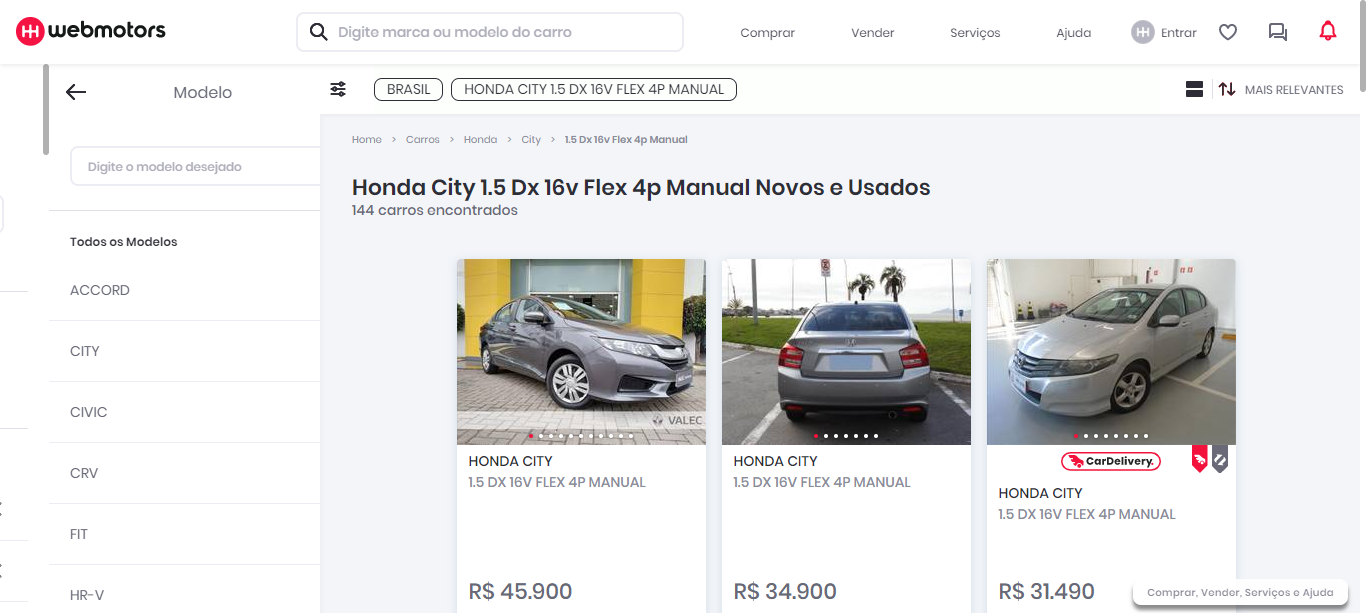 webmotors
Digite marca ou modelo do carro
Comprar
Vender
Serviços
Ajuda
Entrar
Modelo
BRASIL
HONDA CITY 1.5 DX 16V FLEX 4P MANUAL
MAIS RELEVANTES
Digite o modelo desejado
Todos os Modelos
ACCORD
CITY
CIVIC
CRV
FIT
HR-V
Home > Carros > Honda > City > 1.5 Dx 16v Flex 4p Manual
Honda City 1.5 Dx 16v Flex 4p Manual Novos e Usados
144 carros encontrados
VALEC
HONDA CITY
1.5 DX 16V FLEX 4P MANUAL
R$ 45.900
HONDA CITY
1.5 DX 16V FLEX 4P MANUAL
R$ 34.900
CarDelivery.
HONDA CITY
1.5 DX 16V FLEX 4P MANUAL
R$ 31.490
Comprar, Vender, Serviços e Ajuda